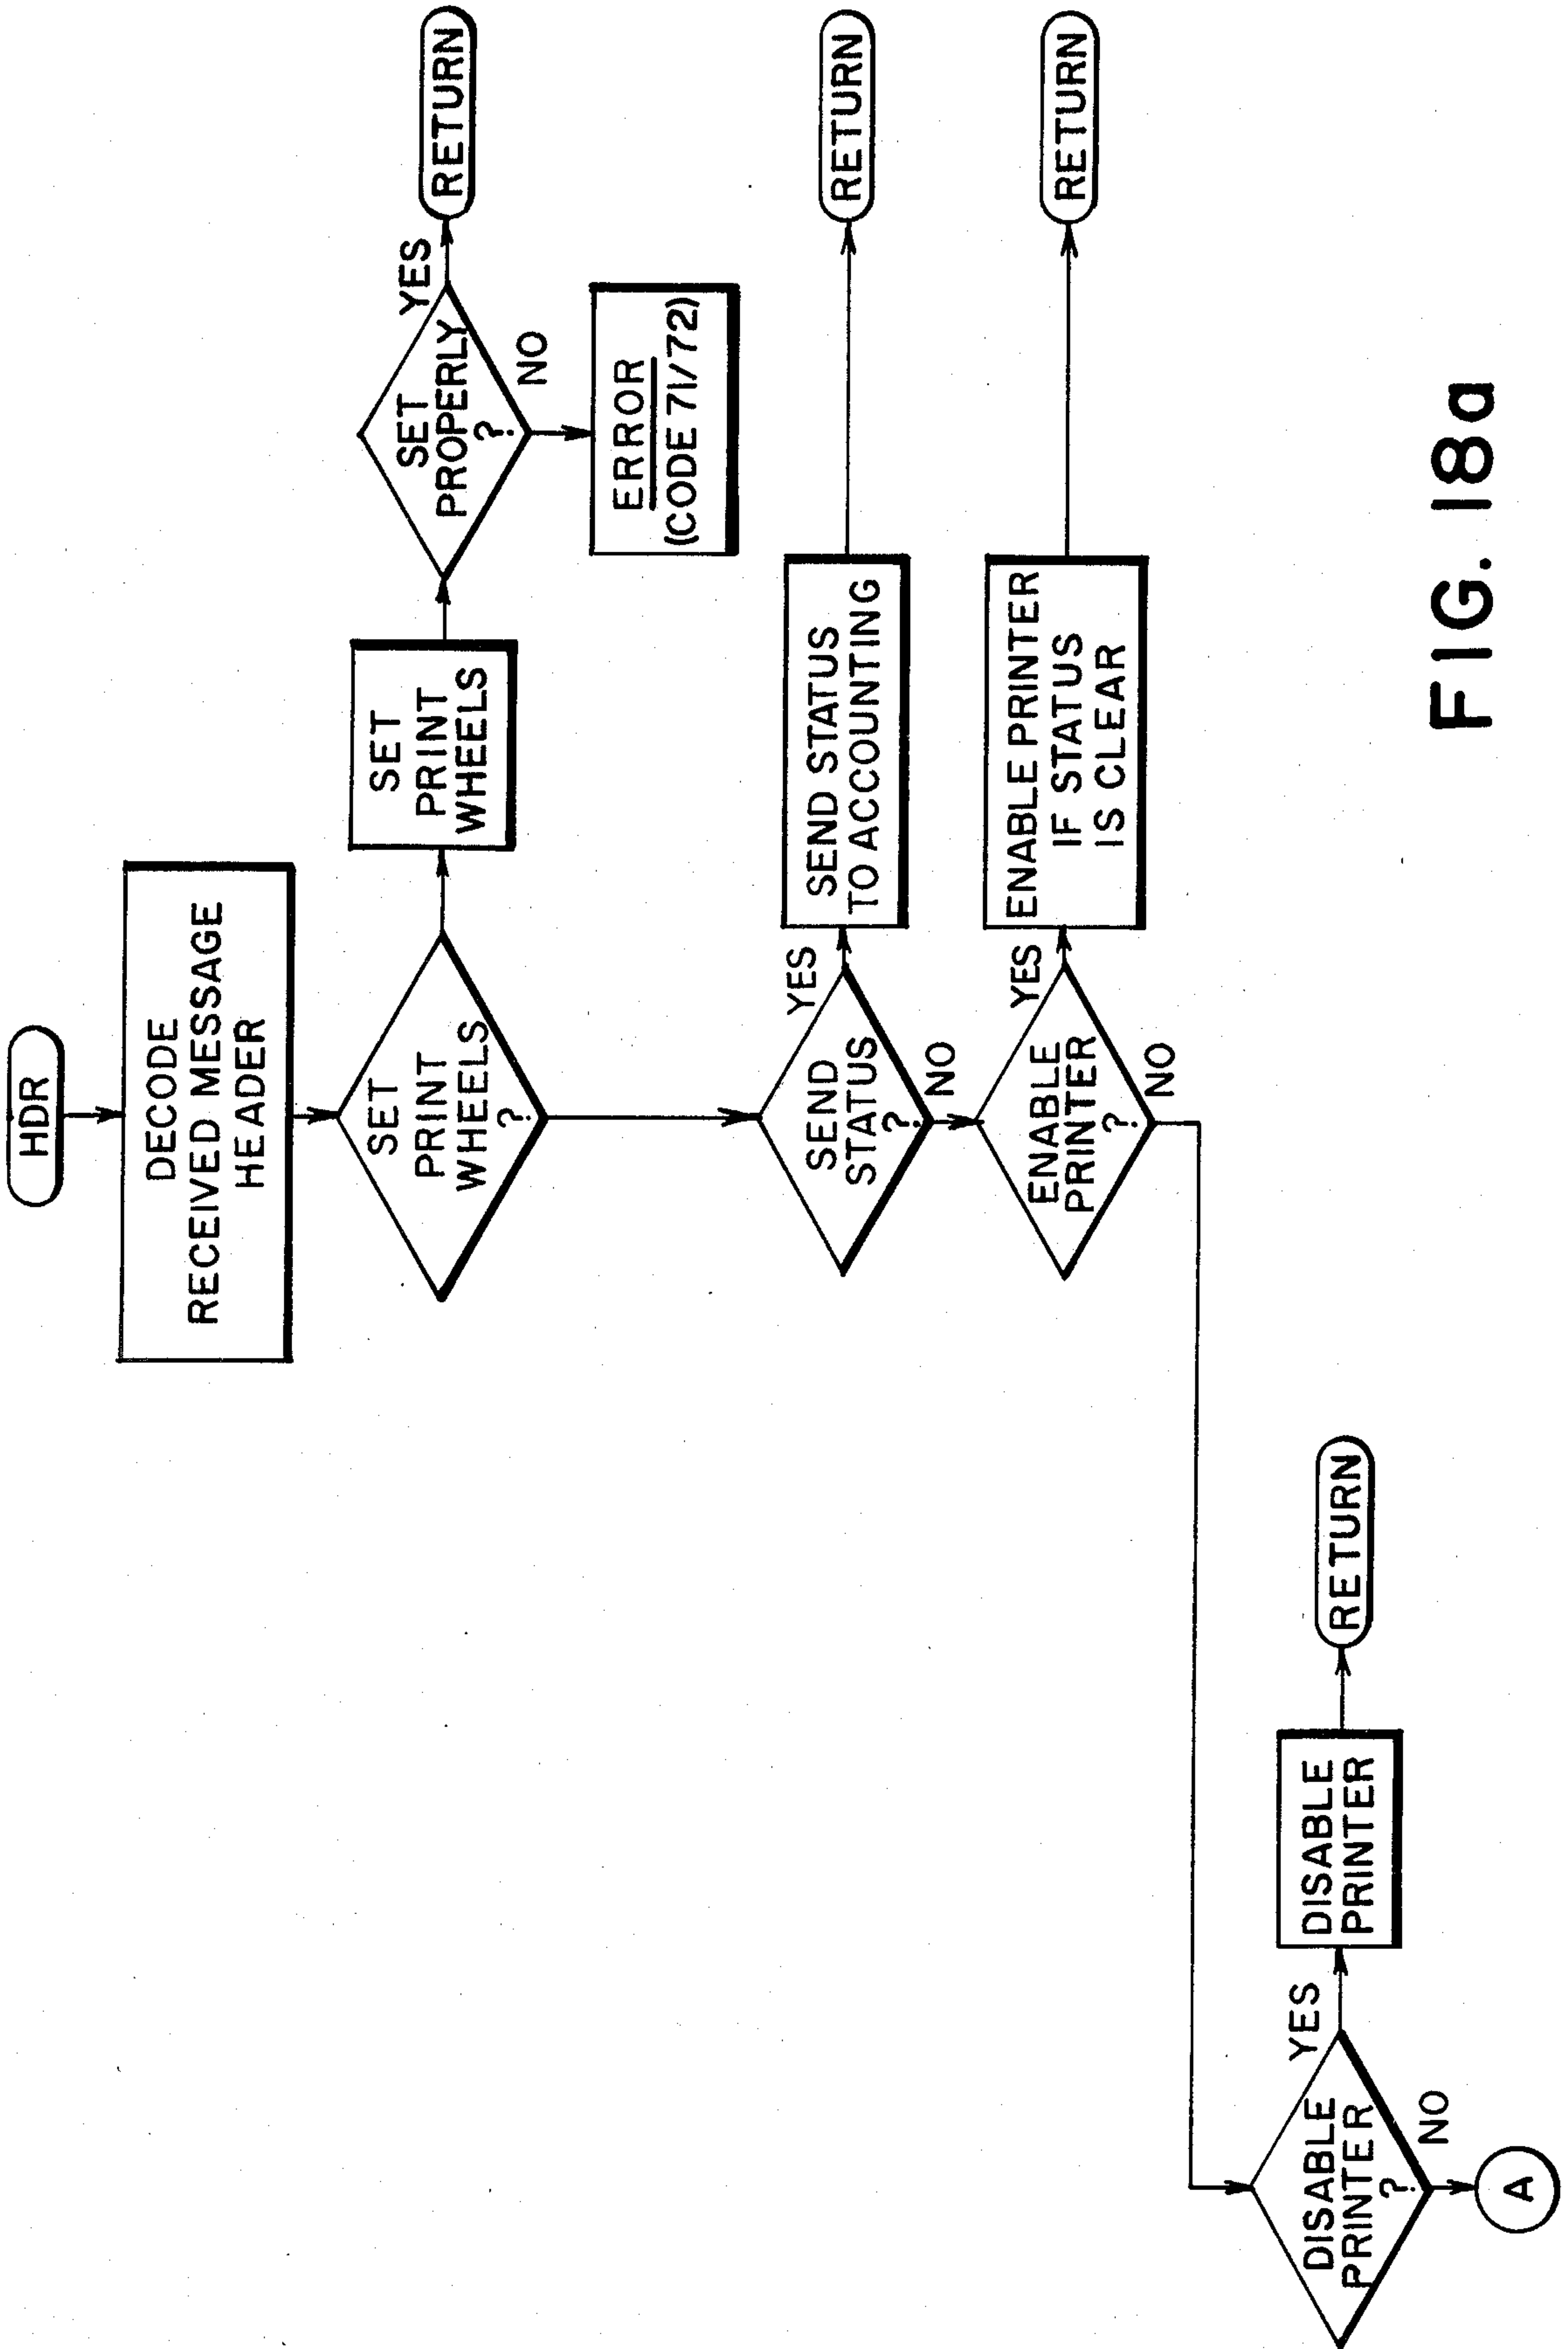 HDR
DECODE
RECEIVED MESSAGE
HEADER
SET
PRINT
WHEELS
?
SET
PRINT
WHEELS
SET
PROPERLY
?
YES
RETURN
NO
ERROR
(CODE 71/72)
SEND
STATUS
?
YES
SEND STATUS
TO ACCOUNTING
RETURN
NO
ENABLE
PRINTER
?
YES
ENABLE PRINTER
IF STATUS
IS CLEAR
RETURN
NO
DISABLE
PRINTER
?
YES
DISABLE
PRINTER
RETURN
NO
A
FIG. 18a